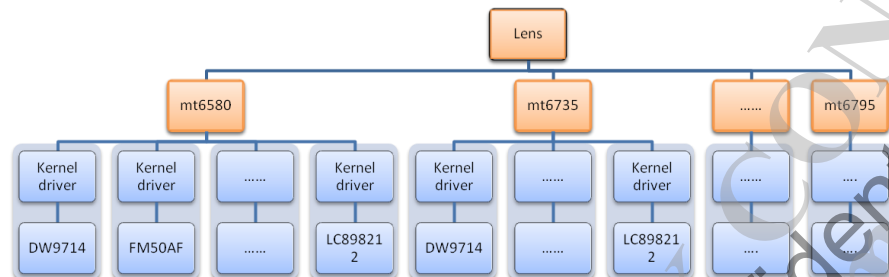 Lens
mt6580
mt6735
......
mt6795
Kernel
driver
Kernel
driver
......
Kernel
driver
Kernel
driver
......
Kernel
driver
......
....
DW9714
FM50AF
......
LC89821
2
DW9714
......
LC89821
2
....